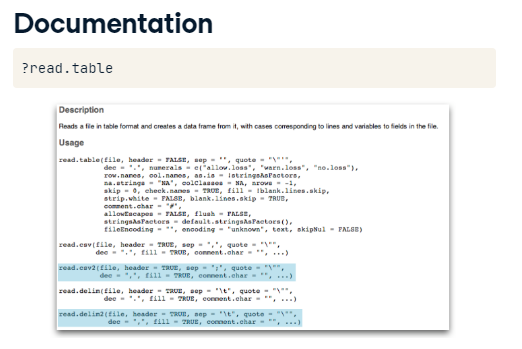 Documentation
?read.table
Description
Reads a file in table format and creates a data frame from it, with cases corresponding to lines and variables to fields in the file.
Usage
read.table(file, header = FALSE, sep = "", quote = "\"'",
dec = ".", numerals = c("allow.loss", "warn.loss", "no.loss"),
row.names, col.names, as.is = !stringsAsFactors,
na.strings = "NA", colClasses = NA, nrows = -1,
skip = 0, check.names = TRUE, fill = !blank.lines.skip,
strip.white = FALSE, blank.lines.skip = TRUE,
comment.char = "#",
allowEscapes = FALSE, flush = FALSE,
stringsAsFactors = default.stringsAsFactors(),
fileEncoding = "", encoding = "unknown", text, skipNul = FALSE)
read.csv(file, header = TRUE, sep = ",", quote = "\"",
dec = ".", fill = TRUE, comment.char = "", ...)
read.csv2(file, header = TRUE, sep = ";", quote = "\"",
dec = ",", fill = TRUE, comment.char = "", ...)
read.delim(file, header = TRUE, sep = "\t", quote = "\"",
dec = ".", fill = TRUE, comment.char = "", ...)
read.delim2(file, header = TRUE, sep = "\t", quote = "\"",
dec = ",", fill = TRUE, comment.char = "", ...)